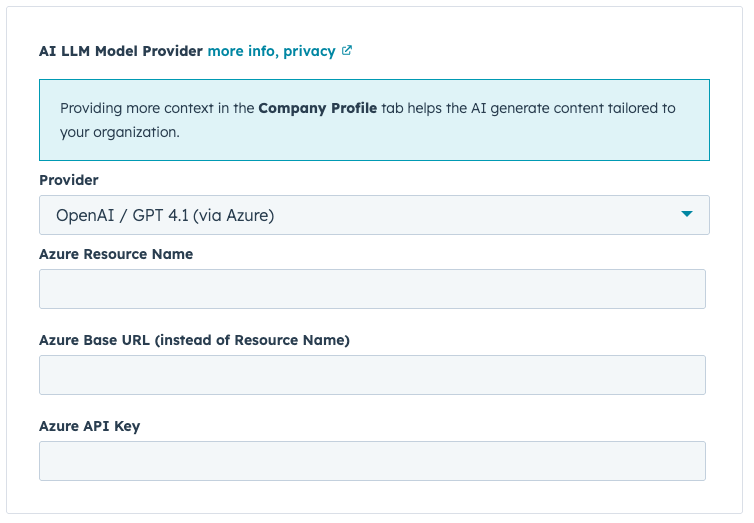 AI LLM Model Provider more info, privacy
Providing more context in the Company Profile tab helps the AI generate content tailored to
your organization.
Provider
OpenAI / GPT 4.1 (via Azure)
Azure Resource Name
Azure Base URL (instead of Resource Name)
Azure API Key